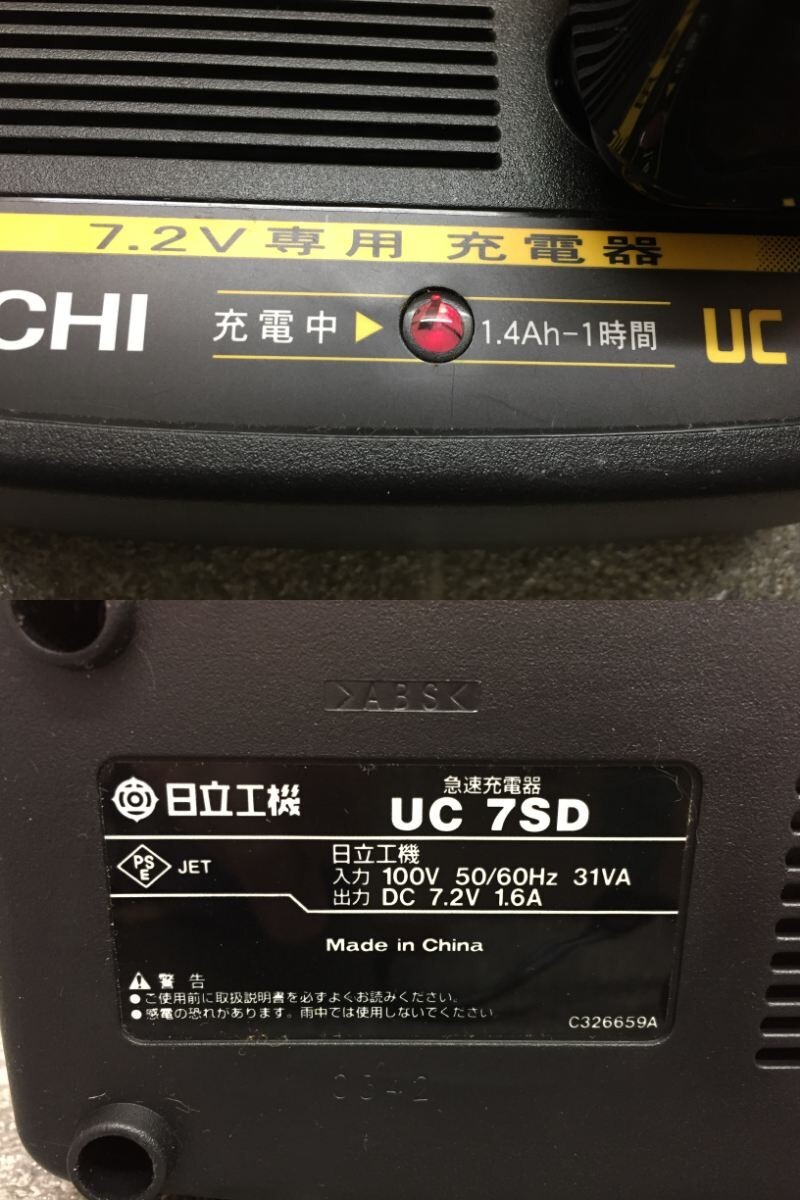 7.2V専用 充電器
CHI 充電中 1.4Ah-1時間 UC
>ABS<
日立工機 急速充電器
UC 7SD
PSE JET
日立工機
入力 100V 50/60Hz 31VA
出力 DC 7.2V 1.6A
Made in China
警告
●ご使用前に取扱説明書を必ずよくお読みください。
●感電の恐れがあります。雨中では使用しないでください
C326659A